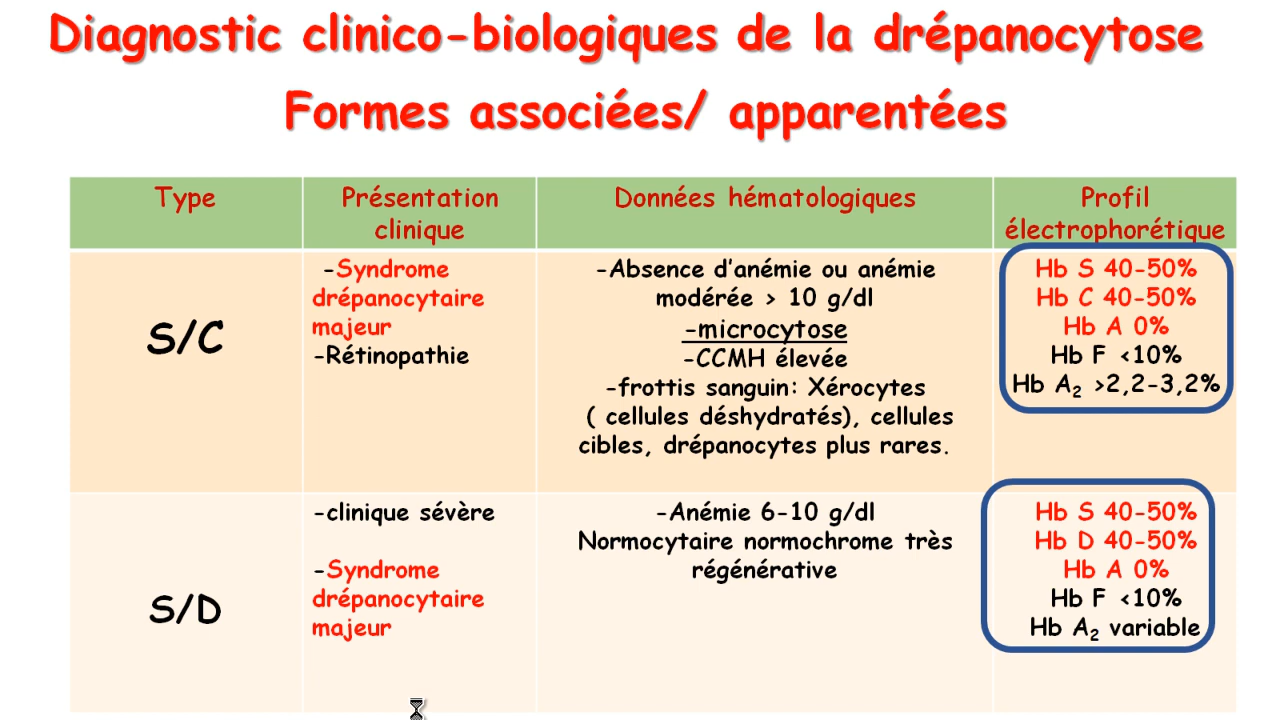 Diagnostic clinico-biologiques de la drépanocytose
Formes associées/ apparentées
Type
Présentation
clinique
Données hématologiques
Profil
électrophorétique
S/C
-Syndrome
drépanocytaire
majeur
-Rétinopathie
-Absence d'anémie ou anémie
modérée > 10 g/dl
-microcytose
-CCMH élevée
-frottis sanguin: Xérocytes
( cellules déshydratés), cellules
cibles, drépanocytes plus rares.
Hb S 40-50%
Hb C 40-50%
Hb A 0%
Hb F <10%
Hb A₂ >2,2-3,2%
S/D
-clinique sévère
-Syndrome
drépanocytaire
majeur
-Anémie 6-10 g/dl
Normocytaire normochrome très
régénérative
Hb S 40-50%
Hb D 40-50%
Hb A 0%
Hb F <10%
Hb A₂ variable